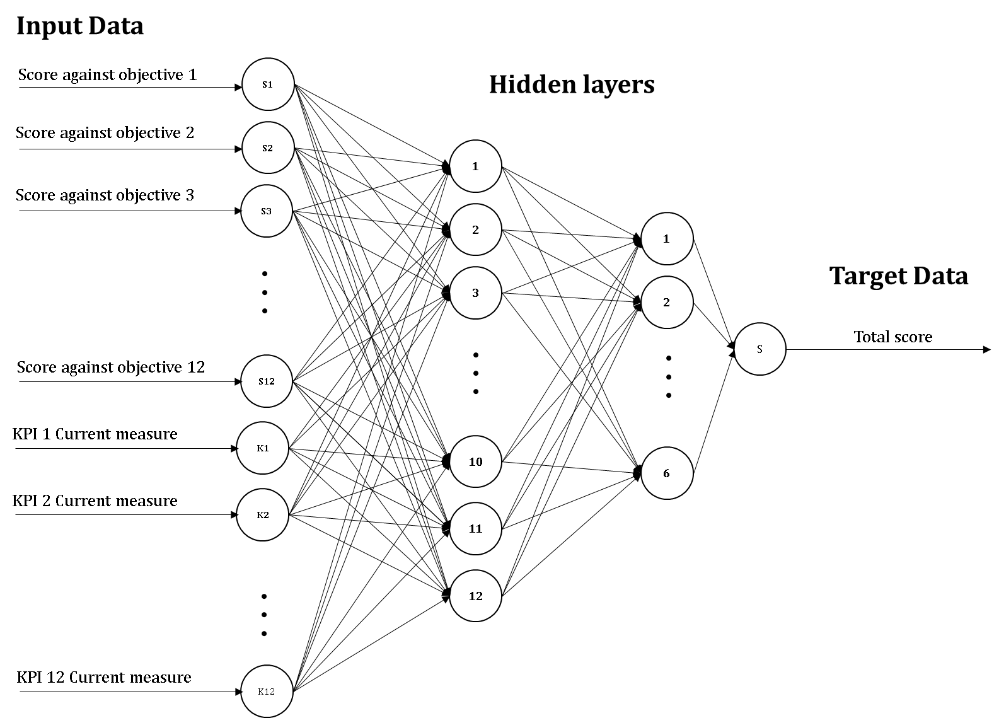 Input Data
Score against objective 1
S1
Hidden layers
Score against objective 2
S2
1
Score against objective 3
S3
2
1
3
2
Target Data
Total score
S
Score against objective 12
S12
KPI 1 Current measure
K1
10
6
KPI 2 Current measure
K2
11
12
KPI 12 Current measure
K12